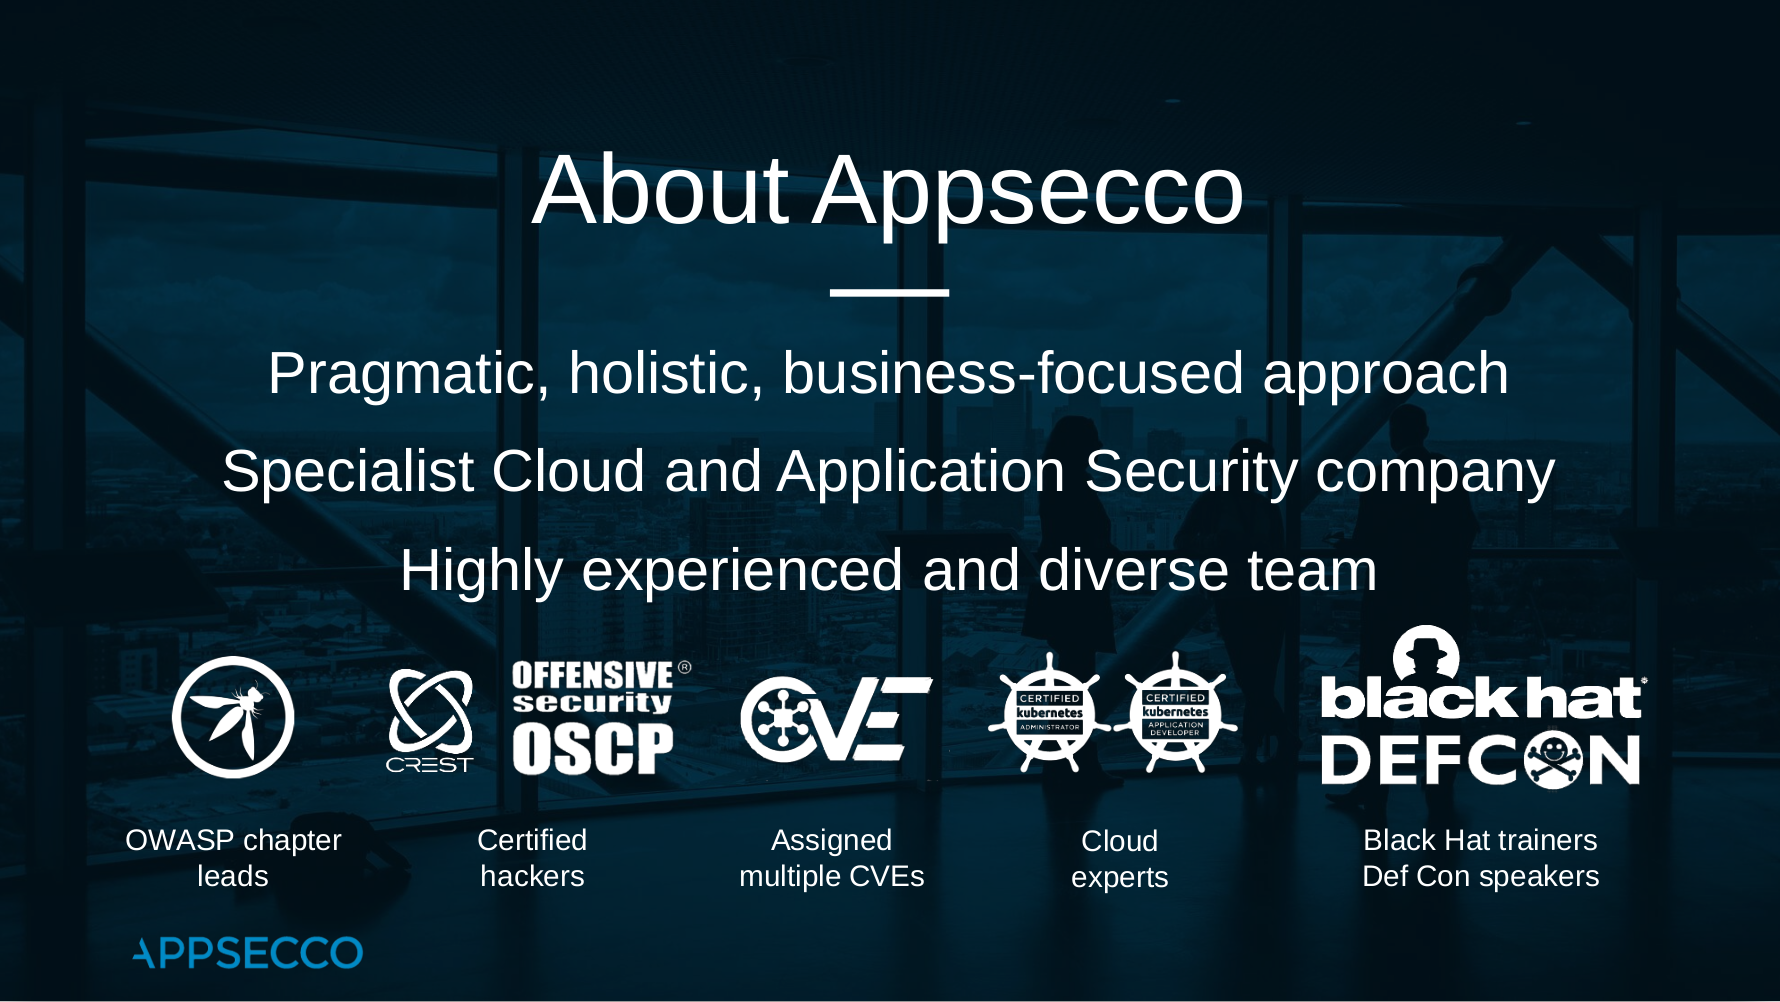 About Appsecco
Pragmatic, holistic, business-focused approach
Specialist Cloud and Application Security company
Highly experienced and diverse team
CREST
OFFENSIVE®
security
OSCP
CVE
CERTIFIED
kubernetes
ADMINISTRATOR
CERTIFIED
kubernetes
APPLICATION
DEVELOPER
black hat®
DEFCON
OWASP chapter
leads
Certified
hackers
Assigned
multiple CVEs
Cloud
experts
Black Hat trainers
Def Con speakers
APPSECCO